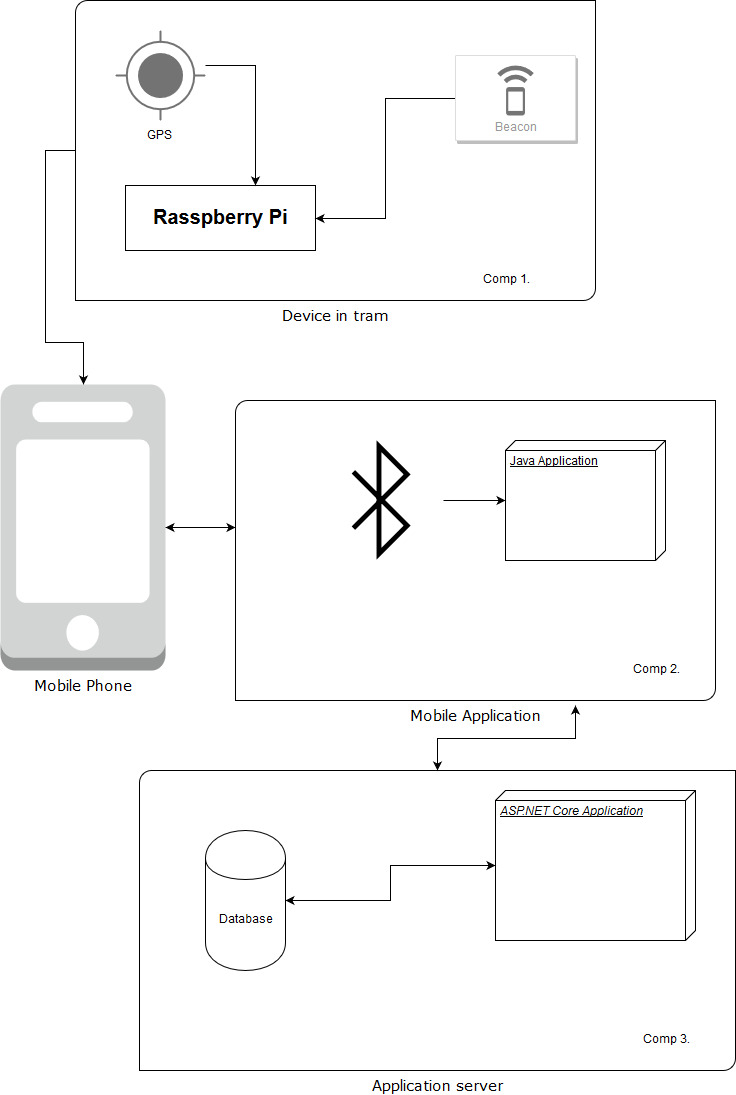 GPS
Beacon
Rasspberry Pi
Comp 1.
Device in tram
Java Application
Comp 2.
Mobile Phone
Mobile Application
ASP.NET Core Application
Database
Comp 3.
Application server